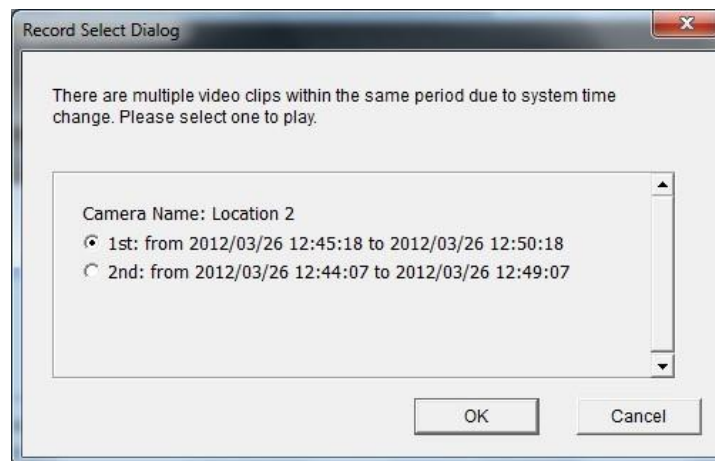 Record Select Dialog
There are multiple video clips within the same period due to system time
change. Please select one to play.
Camera Name: Location 2
1st: from 2012/03/26 12:45:18 to 2012/03/26 12:50:18
2nd: from 2012/03/26 12:44:07 to 2012/03/26 12:49:07
OK
Cancel